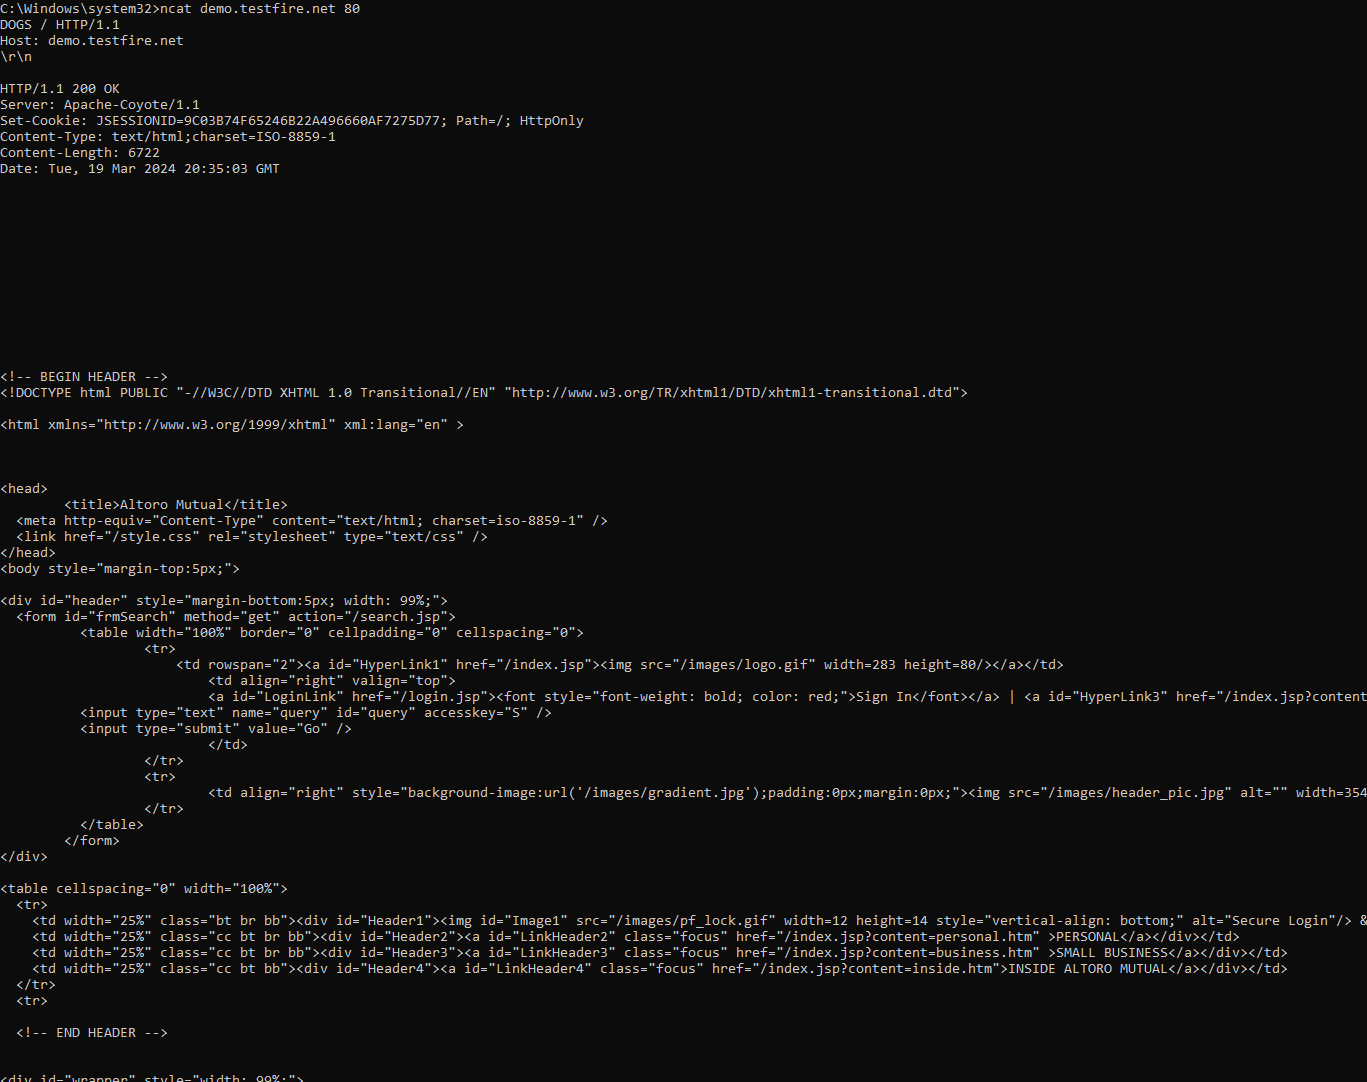 C:\Windows\system32>ncat demo.testfire.net 80
DOGS / HTTP/1.1
Host: demo.testfire.net
\r\n
HTTP/1.1 200 OK
Server: Apache-Coyote/1.1
Set-Cookie: JSESSIONID=9C03B74F65246B22A496660AF7275D77; Path=/; HttpOnly
Content-Type: text/html;charset=ISO-8859-1
Content-Length: 6722
Date: Tue, 19 Mar 2024 20:35:03 GMT
<!-- BEGIN HEADER -->
<!DOCTYPE html PUBLIC "-//W3C//DTD XHTML 1.0 Transitional//EN" "http://www.w3.org/TR/xhtml1/DTD/xhtml1-transitional.dtd">
<html xmlns="http://www.w3.org/1999/xhtml" xml:lang="en" >
<head>
<title>Altoro Mutual</title>
<meta http-equiv="Content-Type" content="text/html; charset=iso-8859-1" />
<link href="/style.css" rel="stylesheet" type="text/css" />
</head>
<body style="margin-top:5px;">
<div id="header" style="margin-bottom:5px; width: 99%;">
<form id="frmSearch" method="get" action="/search.jsp">
<table width="100%" border="0" cellpadding="0" cellspacing="0">
<tr>
<td rowspan="2"><a id="HyperLink1" href="/index.jsp"><img src="/images/logo.gif" width=283 height=80/></a></td>
<td align="right" valign="top">
<a id="LoginLink" href="/login.jsp"><font style="font-weight: bold; color: red;">Sign In</font></a> | <a id="HyperLink3" href="/index.jsp?content
<input type="text" name="query" id="query" accesskey="S" />
<input type="submit" value="Go" />
</td>
</tr>
<tr>
<td align="right" style="background-image:url('/images/gradient.jpg');padding:0px;margin:0px;"><img src="/images/header_pic.jpg" alt="" width=354
</tr>
</table>
</form>
</div>
<table cellspacing="0" width="100%">
<tr>
<td width="25%" class="bt br bb"><div id="Header1"><img id="Image1" src="/images/pf_lock.gif" width=12 height=14 style="vertical-align: bottom;" alt="Secure Login"/> &
<td width="25%" class="cc bt br bb"><div id="Header2"><a id="LinkHeader2" class="focus" href="/index.jsp?content=personal.htm" >PERSONAL</a></div></td>
<td width="25%" class="cc bt br bb"><div id="Header3"><a id="LinkHeader3" class="focus" href="/index.jsp?content=business.htm" >SMALL BUSINESS</a></div></td>
<td width="25%" class="cc bt bb"><div id="Header4"><a id="LinkHeader4" class="focus" href="/index.jsp?content=inside.htm">INSIDE ALTORO MUTUAL</a></div></td>
</tr>
<tr>
<!-- END HEADER -->
<div id="wrapper" style="width: 99%;">